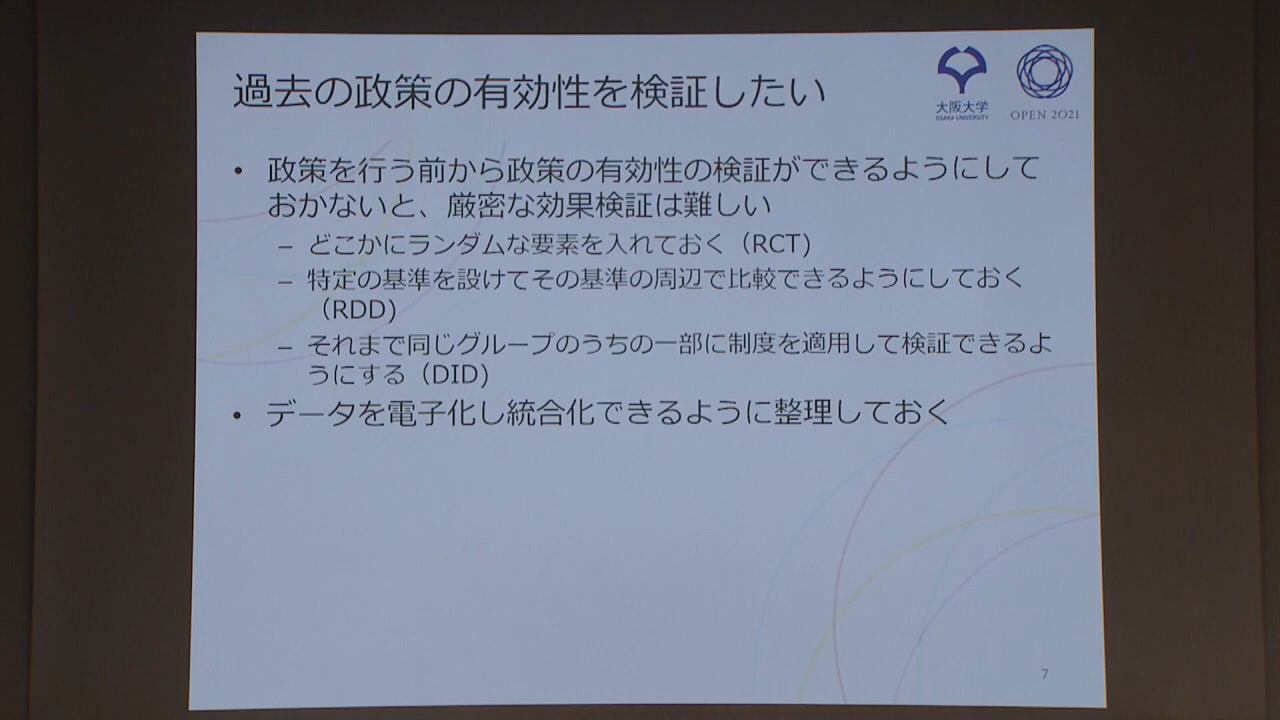 過去の政策の有効性を検証したい
大阪大学
OSAKA UNIVERSITY
OPEN 2021
• 政策を行う前から政策の有効性の検証ができるようにして
おかないと、厳密な効果検証は難しい
– どこかにランダムな要素を入れておく（RCT)
– 特定の基準を設けてその基準の周辺で比較できるようにしておく
（RDD)
– それまで同じグループのうちの一部に制度を適用して検証できるよ
うにする（DID)
• データを電子化し統合化できるように整理しておく
7